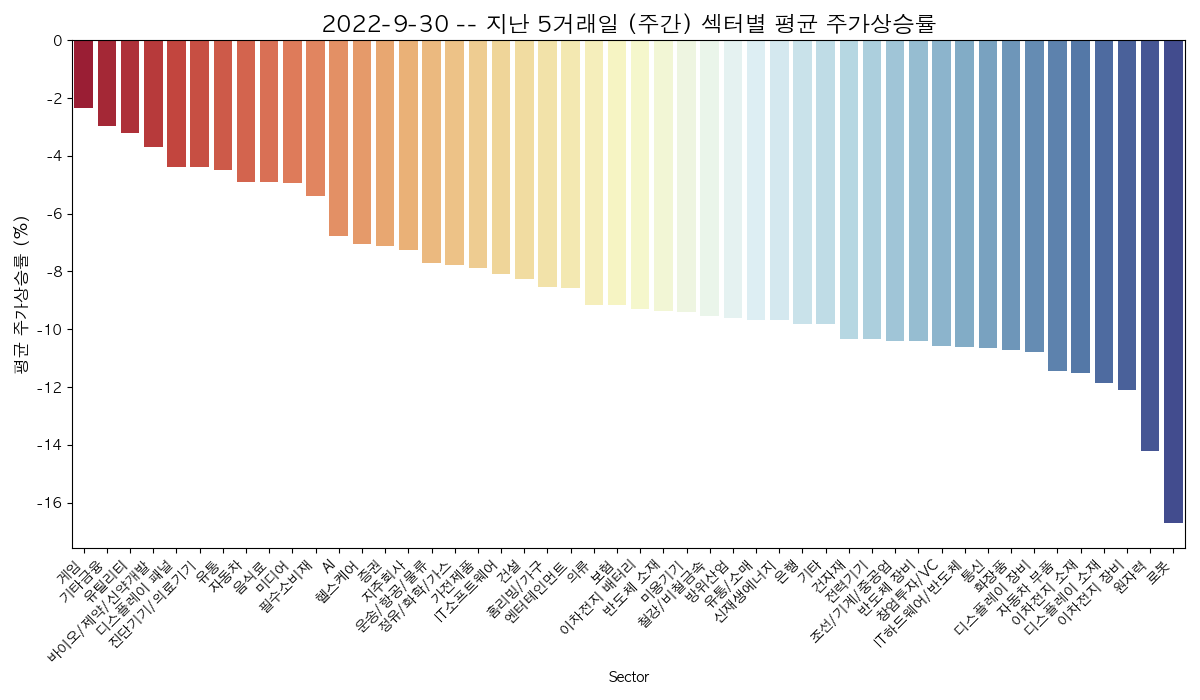 2022-9-30 -- 지난 5거래일 (주간) 섹터별 평균 주가상승률
평균 주가상승률 (%)
0
-2
-4
-6
-8
-10
-12
-14
-16
게임
기타금융
유틸리티
바이오/제약/신약개발
디스플레이 패널
진단기기/의료기기
유통
자동차
음식료
미디어
필수소비재
AI
헬스케어
증권
지주회사
운송/항공/물류
정유/화학/가스
가전제품
IT소프트웨어
건설
홈리빙/가구
엔터테인먼트
의류
보험
이차전지 배터리
반도체 소재
미용기기
철강/비철금속
방위산업
유통/소매
신재생에너지
은행
기타
건자재
전력기기
조선/기계/중공업
반도체 장비
창업투자/VC
IT하드웨어/반도체
통신
화장품
디스플레이 장비
자동차 부품
이차전지 소재
디스플레이 소재
이차전지 장비
원자력
로봇
Sector